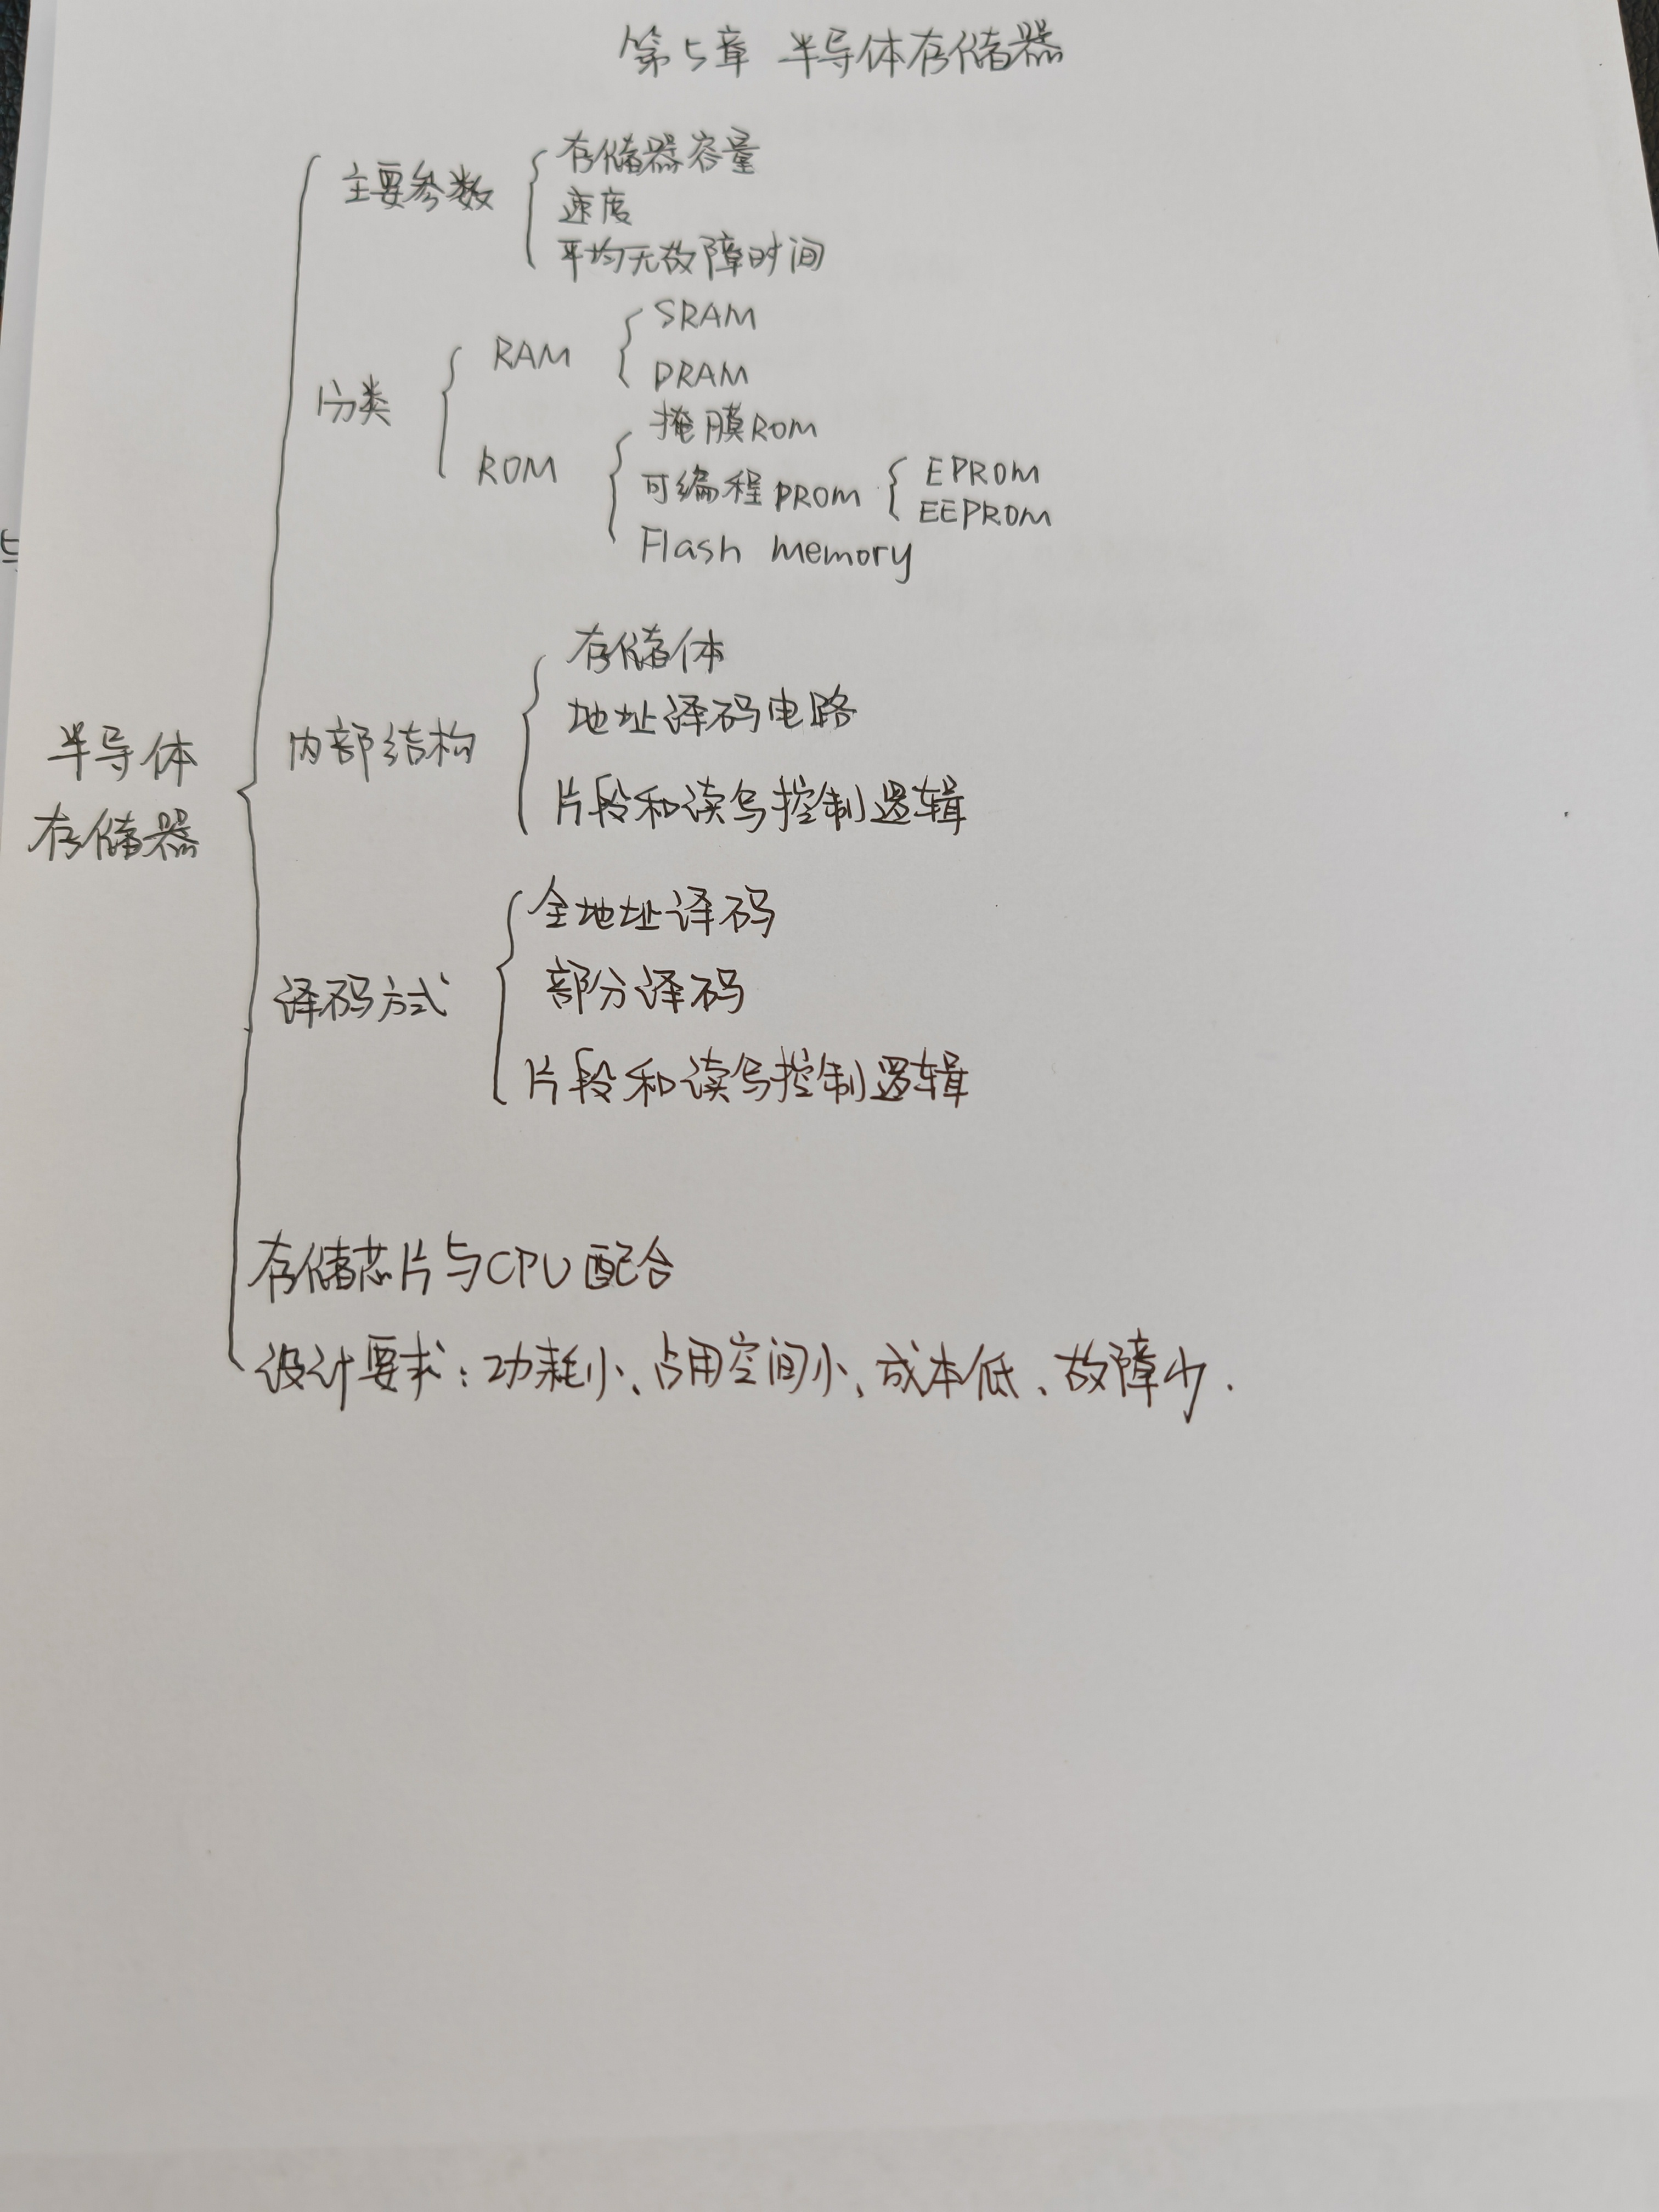 第5章 半导体存储器
主要参数
存储器容量
速度
平均无故障时间
分类
RAM
SRAM
DRAM
ROM
掩膜ROM
可编程PROM
EPROM
EEPROM
Flash memory
半导体
存储器
内部结构
存储体
地址译码电路
片段和读写控制逻辑
译码方式
全地址译码
部分译码
片段和读写控制逻辑
存储芯片与CPU配合
设计要求:功耗小、占用空间小、成本低、故障少.
与